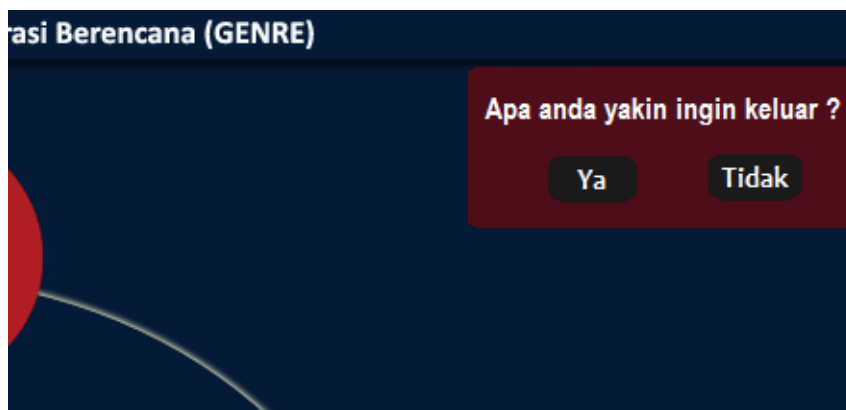 rasi Berencana (GENRE)
Apa anda yakin ingin keluar ?
Ya Tidak